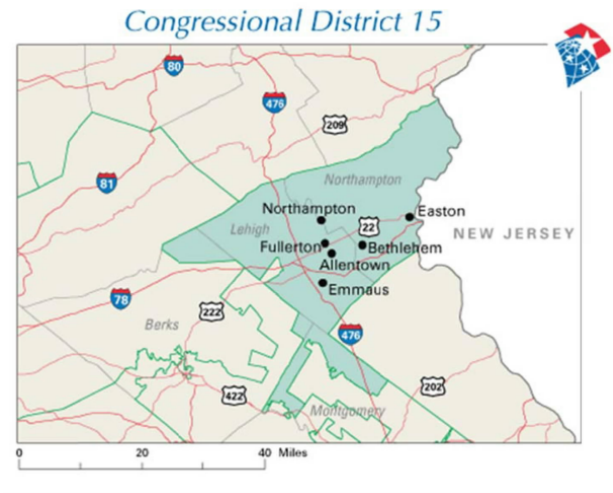 Congressional District 15
80
476
209
81
Northampton
Northampton
Easton
22
Lehigh
NEW JERSEY
Fullerton
Bethlehem
Allentown
Emmaus
78
222
Berks
476
202
422
Montgomery
0 20 40 Miles